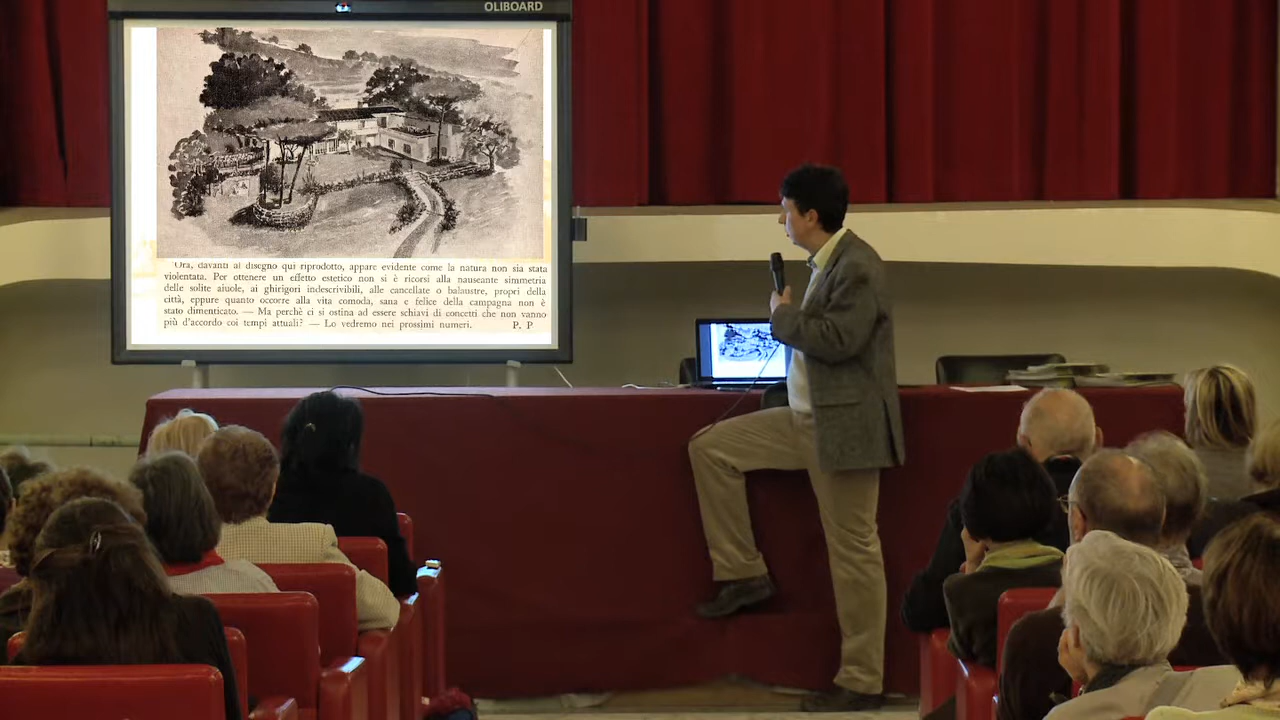 OLIBOARD
Ora, davanti al disegno qui riprodotto, appare evidente come la natura non sia stata
violentata. Per ottenere un effetto estetico non si è ricorsi alla nauseante simmetria
delle solite aiuole, ai ghirigori indescrivibili, alle cancellate o balaustre, propri della
città, eppure quanto occorre alla vita comoda, sana e felice della campagna non è
stato dimenticato. — Ma perchè ci si ostina ad essere schiavi di concetti che non vanno
più d'accordo coi tempi attuali? — Lo vedremo nei prossimi numeri. P. P